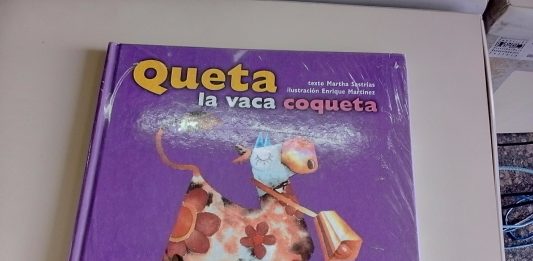 Queta
la vaca coqueta
texto Martha Sastrías
ilustración Enrique Martínez